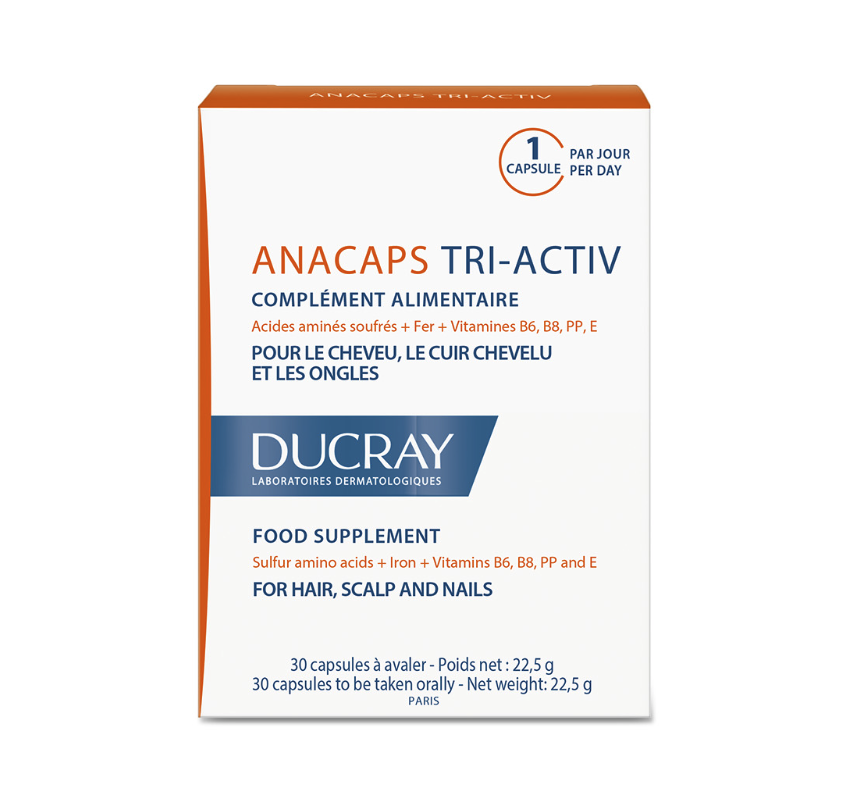 ANACAPS TRI-ACTIV
1
CAPSULE
PAR JOUR
PER DAY
ANACAPS TRI-ACTIV
COMPLÉMENT ALIMENTAIRE
Acides aminés soufrés + Fer + Vitamines B6, B8, PP, E
POUR LE CHEVEU, LE CUIR CHEVELU
ET LES ONGLES
DUCRAY
LABORATOIRES DERMATOLOGIQUES
FOOD SUPPLEMENT
Sulfur amino acids + Iron + Vitamins B6, B8, PP and E
FOR HAIR, SCALP AND NAILS
30 capsules à avaler - Poids net : 22,5 g
30 capsules to be taken orally - Net weight: 22,5 g
PARIS